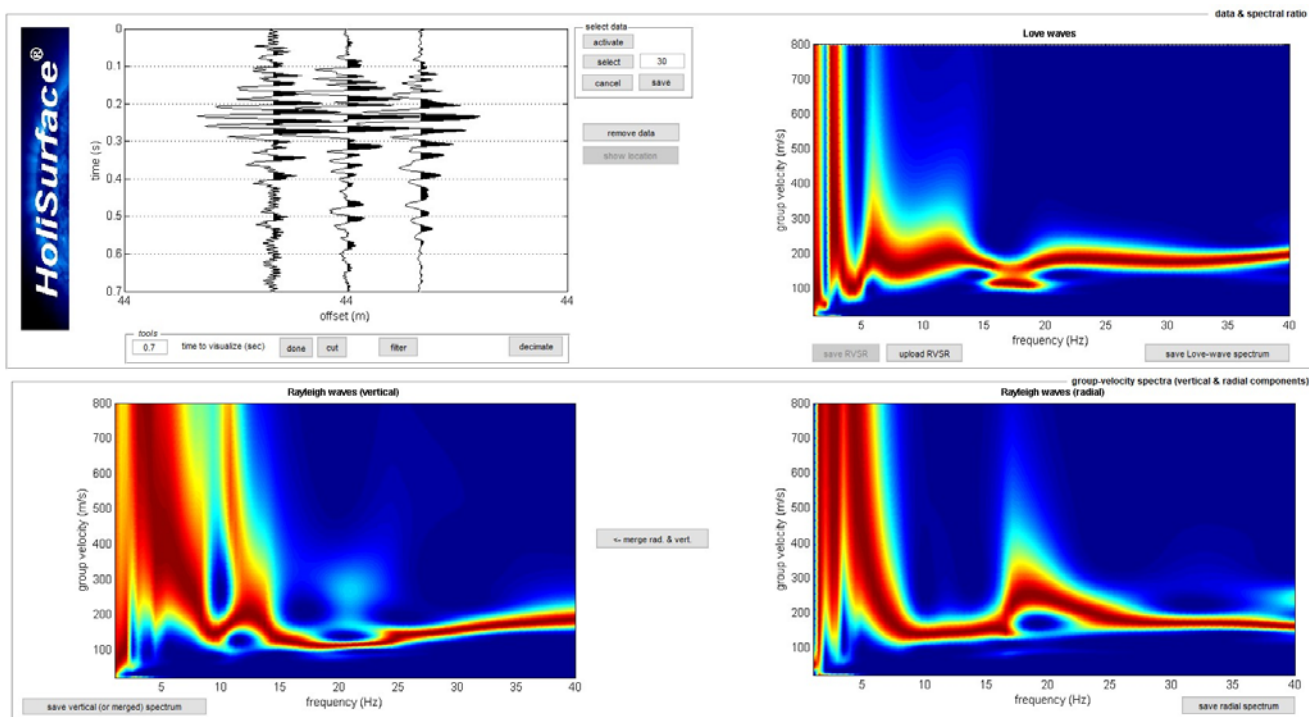 data & spectral ratio
HoliSurface®
0
0.1
0.2
0.3
0.4
0.5
0.6
0.7
time (s)
44 44 44
offset (m)
select data
activate
select 30
cancel save
remove data
show location
tools
0.7 time to visualize (sec) done cut filter decimate
Love waves
800
700
600
500
400
300
200
100
group velocity (m/s)
5 10 15 20 25 30 35 40
frequency (Hz)
save RVSR upload RVSR save Love-wave spectrum
group-velocity spectra (vertical & radial components)
Rayleigh waves (vertical)
800
700
600
500
400
300
200
100
group velocity (m/s)
5 10 15 20 25 30 35 40
frequency (Hz)
save vertical (or merged) spectrum
<- merge rad. & vert.
Rayleigh waves (radial)
800
700
600
500
400
300
200
100
group velocity (m/s)
5 10 15 20 25 30 35 40
frequency (Hz)
save radial spectrum